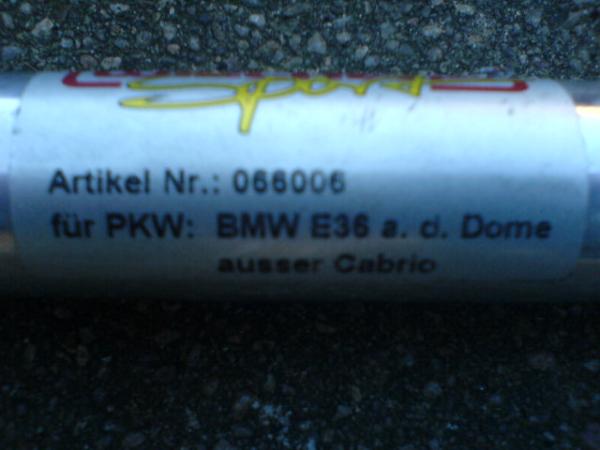 Sport
Artikel Nr.: 066006
für PKW: BMW E36 a. d. Dome
ausser Cabrio